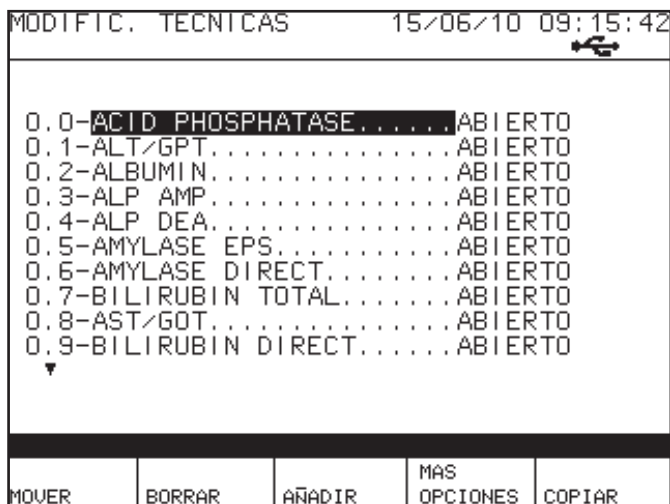 MODIFIC. TECNICAS 15/06/10 09:15:42
0.0-ACID PHOSPHATASE......ABIERTO
0.1-ALT/GPT...............ABIERTO
0.2-ALBUMIN...............ABIERTO
0.3-ALP AMP...............ABIERTO
0.4-ALP DEA...............ABIERTO
0.5-AMYLASE EPS...........ABIERTO
0.6-AMYLASE DIRECT........ABIERTO
0.7-BILIRUBIN TOTAL.......ABIERTO
0.8-AST/GOT...............ABIERTO
0.9-BILIRUBIN DIRECT......ABIERTO
MOVER BORRAR AÑADIR MAS OPCIONES COPIAR